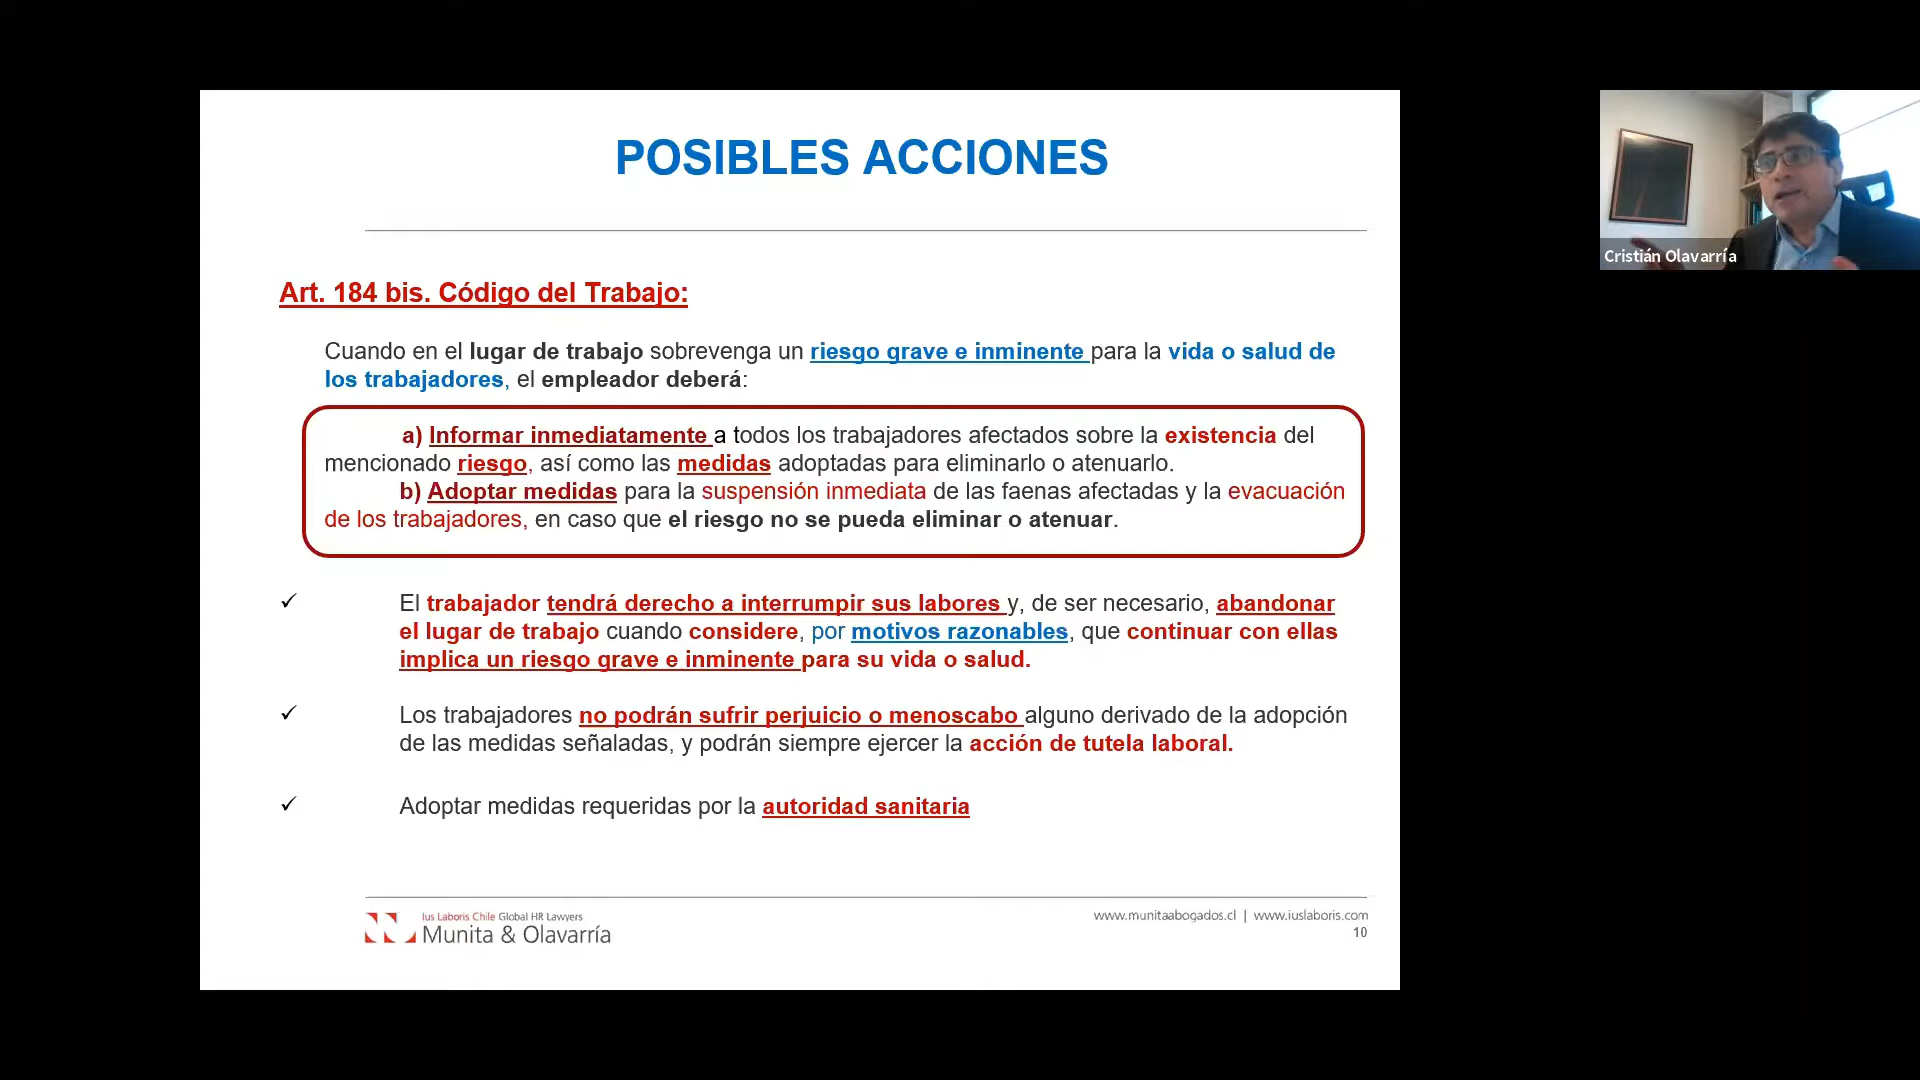 POSIBLES ACCIONES
Cristián Olavarría
Art. 184 bis. Código del Trabajo:
Cuando en el lugar de trabajo sobrevenga un riesgo grave e inminente para la vida o salud de
los trabajadores, el empleador deberá:
a) Informar inmediatamente a todos los trabajadores afectados sobre la existencia del
mencionado riesgo, así como las medidas adoptadas para eliminarlo o atenuarlo.
b) Adoptar medidas para la suspensión inmediata de las faenas afectadas y la evacuación
de los trabajadores, en caso que el riesgo no se pueda eliminar o atenuar.
✓ El trabajador tendrá derecho a interrumpir sus labores y, de ser necesario, abandonar
el lugar de trabajo cuando considere, por motivos razonables, que continuar con ellas
implica un riesgo grave e inminente para su vida o salud.
✓ Los trabajadores no podrán sufrir perjuicio o menoscabo alguno derivado de la adopción
de las medidas señaladas, y podrán siempre ejercer la acción de tutela laboral.
✓ Adoptar medidas requeridas por la autoridad sanitaria
Ius Laboris Chile Global HR Lawyers
Munita & Olavarría
www.munitaabogados.cl | www.iuslaboris.com
10